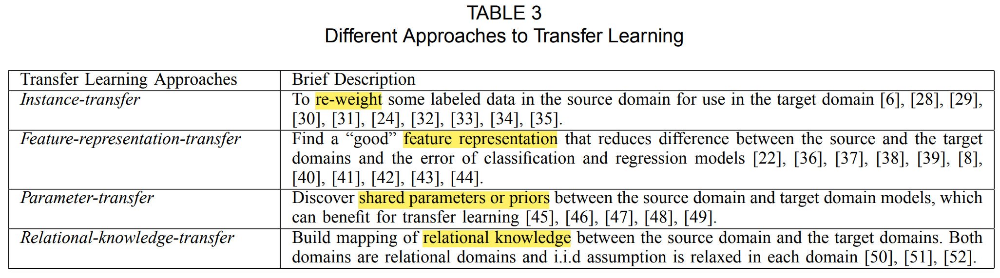 TABLE 3
Different Approaches to Transfer Learning
Transfer Learning Approaches Brief Description
Instance-transfer To re-weight some labeled data in the source domain for use in the target domain [6], [28], [29],
[30], [31], [24], [32], [33], [34], [35].
Feature-representation-transfer Find a “good” feature representation that reduces difference between the source and the target
domains and the error of classification and regression models [22], [36], [37], [38], [39], [8],
[40], [41], [42], [43], [44].
Parameter-transfer Discover shared parameters or priors between the source domain and target domain models, which
can benefit for transfer learning [45], [46], [47], [48], [49].
Relational-knowledge-transfer Build mapping of relational knowledge between the source domain and the target domains. Both
domains are relational domains and i.i.d assumption is relaxed in each domain [50], [51], [52].